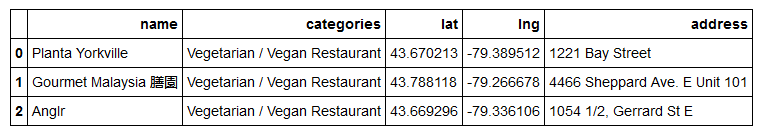 name categories lat lng address
0 Planta Yorkville Vegetarian / Vegan Restaurant 43.670213 -79.389512 1221 Bay Street
1 Gourmet Malaysia 膳園 Vegetarian / Vegan Restaurant 43.788118 -79.266678 4466 Sheppard Ave. E Unit 101
2 Anglr Vegetarian / Vegan Restaurant 43.669296 -79.336106 1054 1/2, Gerrard St E